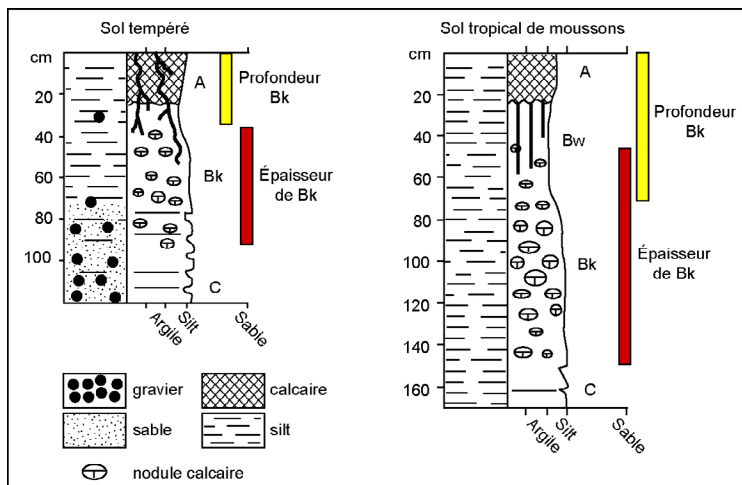 Sol tempéré
cm
20
40
60
80
100
A
Bk
C
Profondeur
Bk
Épaisseur
de Bk
Argile
Silt
Sable
Sol tropical de moussons
cm
20
40
60
80
100
120
140
160
A
Bw
Bk
C
Profondeur
Bk
Épaisseur
de Bk
Argile
Silt
Sable
gravier
calcaire
sable
silt
nodule calcaire